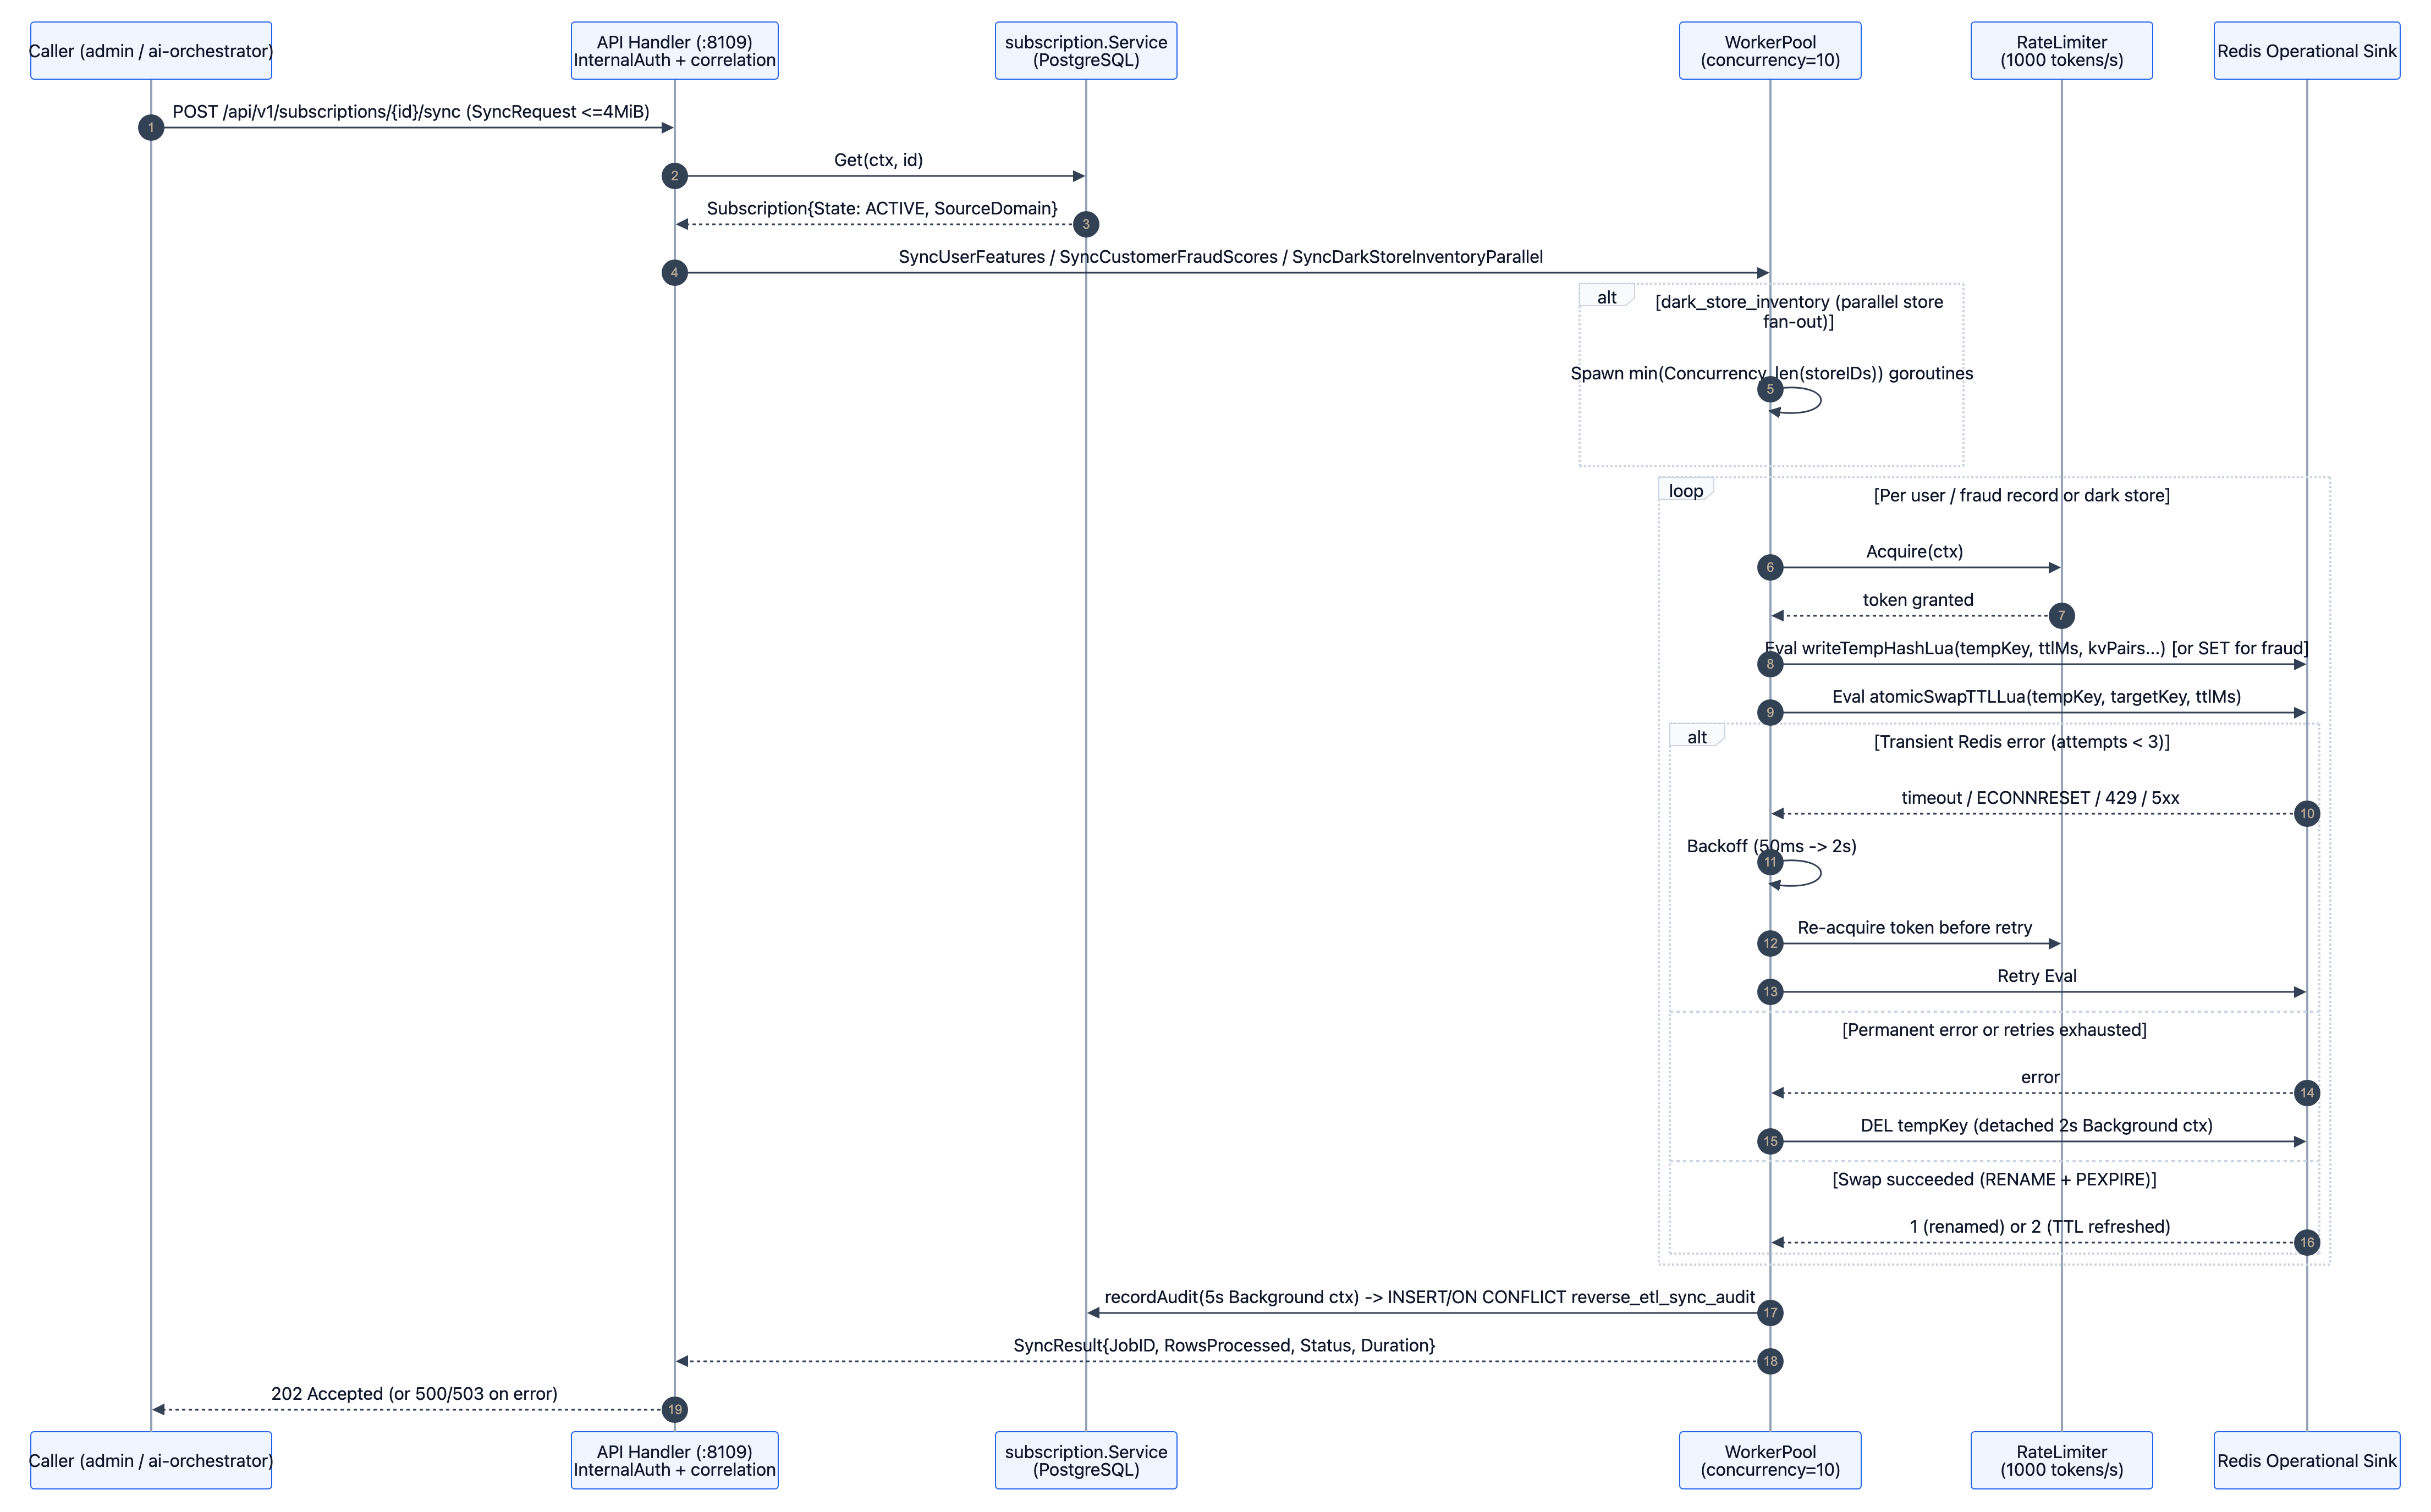 Caller (admin / ai-orchestrator)
API Handler (:8109)
InternalAuth + correlation
subscription.Service
(PostgreSQL)
WorkerPool
(concurrency=10)
RateLimiter
(1000 tokens/s)
Redis Operational Sink
POST /api/v1/subscriptions/{id}/sync (SyncRequest <=4MiB)
1
Get(ctx, id)
2
Subscription{State: ACTIVE, SourceDomain}
3
SyncUserFeatures / SyncCustomerFraudScores / SyncDarkStoreInventoryParallel
4
alt
[dark_store_inventory (parallel store
fan-out)]
Spawn min(Concurrency, len(storeIDs)) goroutines
5
loop
[Per user / fraud record or dark store]
Acquire(ctx)
6
token granted
7
Eval writeTempHashLua(tempKey, ttlMs, kvPairs...) [or SET for fraud]
8
Eval atomicSwapTTLLua(tempKey, targetKey, ttlMs)
9
alt
[Transient Redis error (attempts < 3)]
timeout / ECONNRESET / 429 / 5xx
10
Backoff (50ms -> 2s)
11
Re-acquire token before retry
12
Retry Eval
13
[Permanent error or retries exhausted]
error
14
DEL tempKey (detached 2s Background ctx)
15
[Swap succeeded (RENAME + PEXPIRE)]
1 (renamed) or 2 (TTL refreshed)
16
recordAudit(5s Background ctx) -> INSERT/ON CONFLICT reverse_etl_sync_audit
17
SyncResult{JobID, RowsProcessed, Status, Duration}
18
202 Accepted (or 500/503 on error)
19
Caller (admin / ai-orchestrator)
API Handler (:8109)
InternalAuth + correlation
subscription.Service
(PostgreSQL)
WorkerPool
(concurrency=10)
RateLimiter
(1000 tokens/s)
Redis Operational Sink